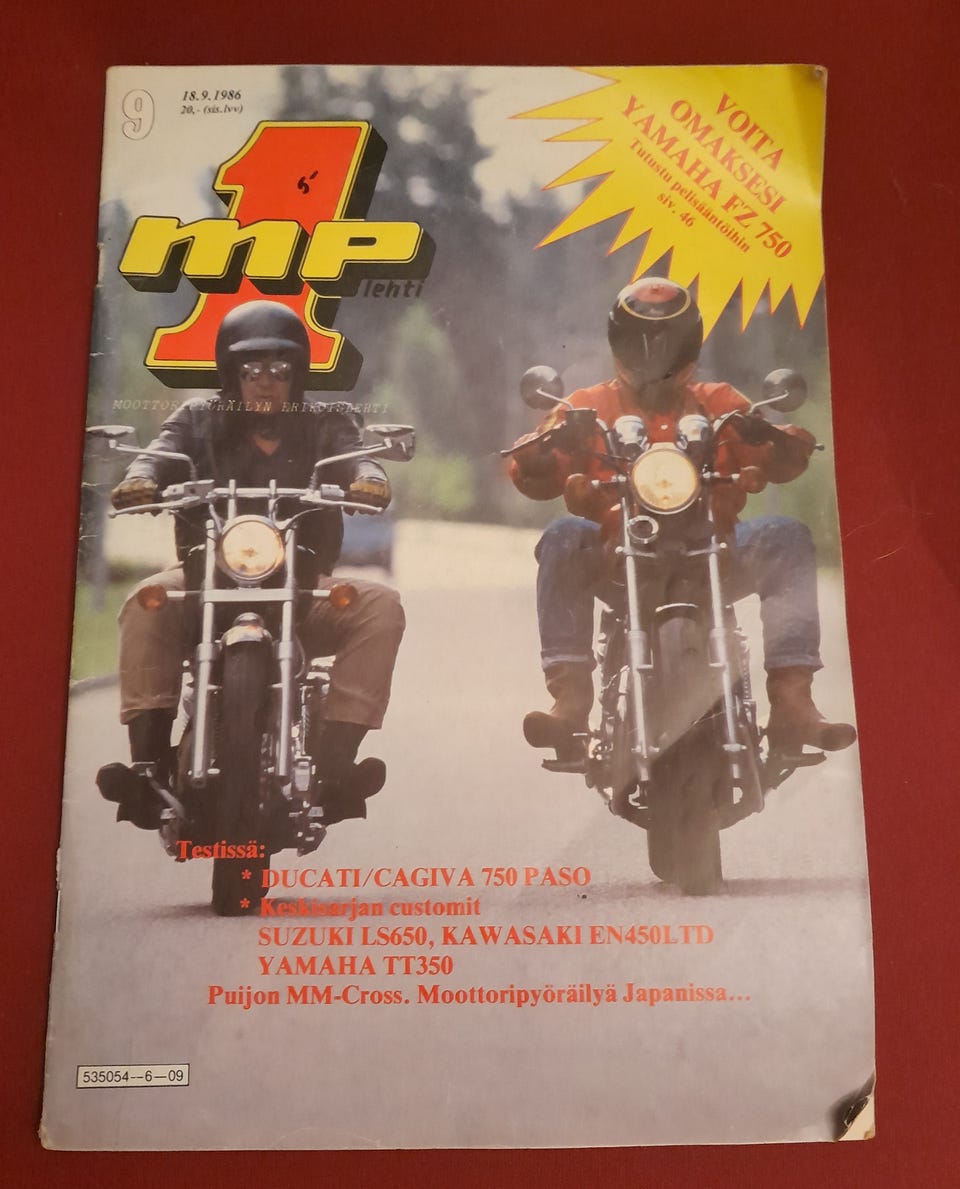 9
18.9.1986
20,- (sis.lvv)
VOITA
OMAKSESI
YAMAHA FZ 750
Tutustu pelisääntöihin
siv. 46
1
5'
mp
lehti
MOOTTORIPYÖRÄILYN ERIKOISLEHTI
Testissä:
* DUCATI/CAGIVA 750 PASO
* Keskisarjan customit
SUZUKI LS650, KAWASAKI EN450LTD
YAMAHA TT350
Puijon MM-Cross. Moottoripyöräilyä Japanissa...
535054--6—09